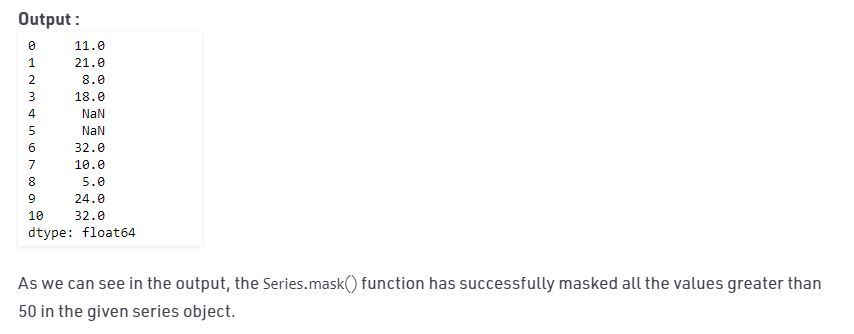 Output :
0 11.0
1 21.0
2 8.0
3 18.0
4 NaN
5 NaN
6 32.0
7 10.0
8 5.0
9 24.0
10 32.0
dtype: float64
As we can see in the output, the Series.mask() function has successfully masked all the values greater than
50 in the given series object.